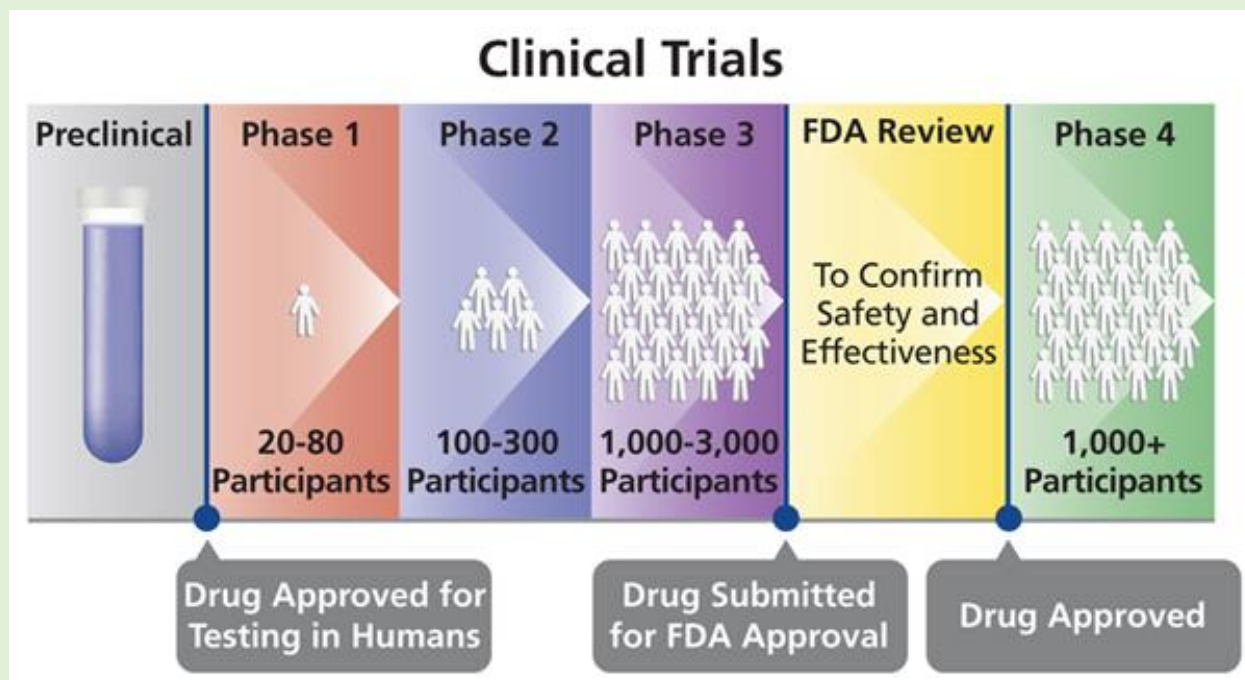 Clinical Trials
Preclinical
Phase 1
Phase 2
Phase 3
FDA Review
Phase 4
To Confirm
Safety and
Effectiveness
20-80
Participants
100-300
Participants
1,000-3,000
Participants
1,000+
Participants
Drug Approved for
Testing in Humans
Drug Submitted
for FDA Approval
Drug Approved